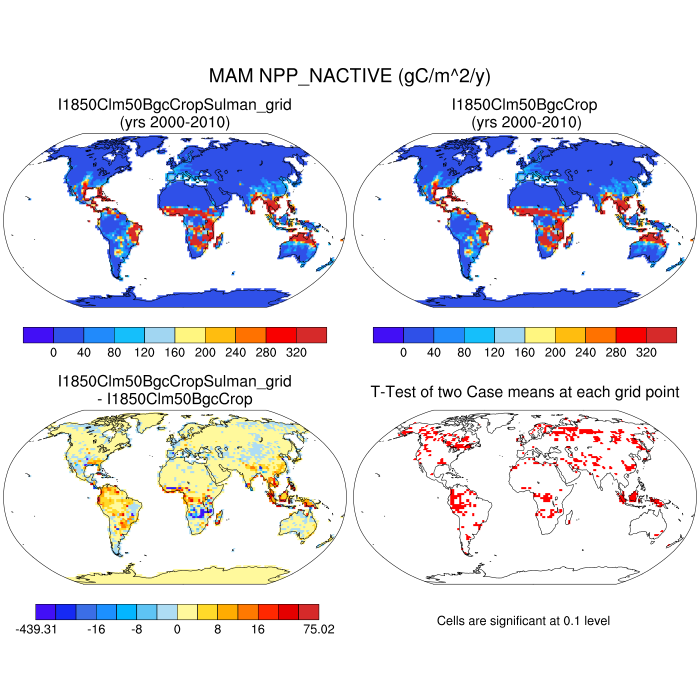 MAM NPP_NACTIVE (gC/m^2/y)
I1850Clm50BgcCropSulman_grid
(yrs 2000-2010)
I1850Clm50BgcCrop
(yrs 2000-2010)
0 40 80 120 160 200 240 280 320
0 40 80 120 160 200 240 280 320
I1850Clm50BgcCropSulman_grid
- I1850Clm50BgcCrop
T-Test of two Case means at each grid point
-439.31 -16 -8 0 8 16 75.02
Cells are significant at 0.1 level